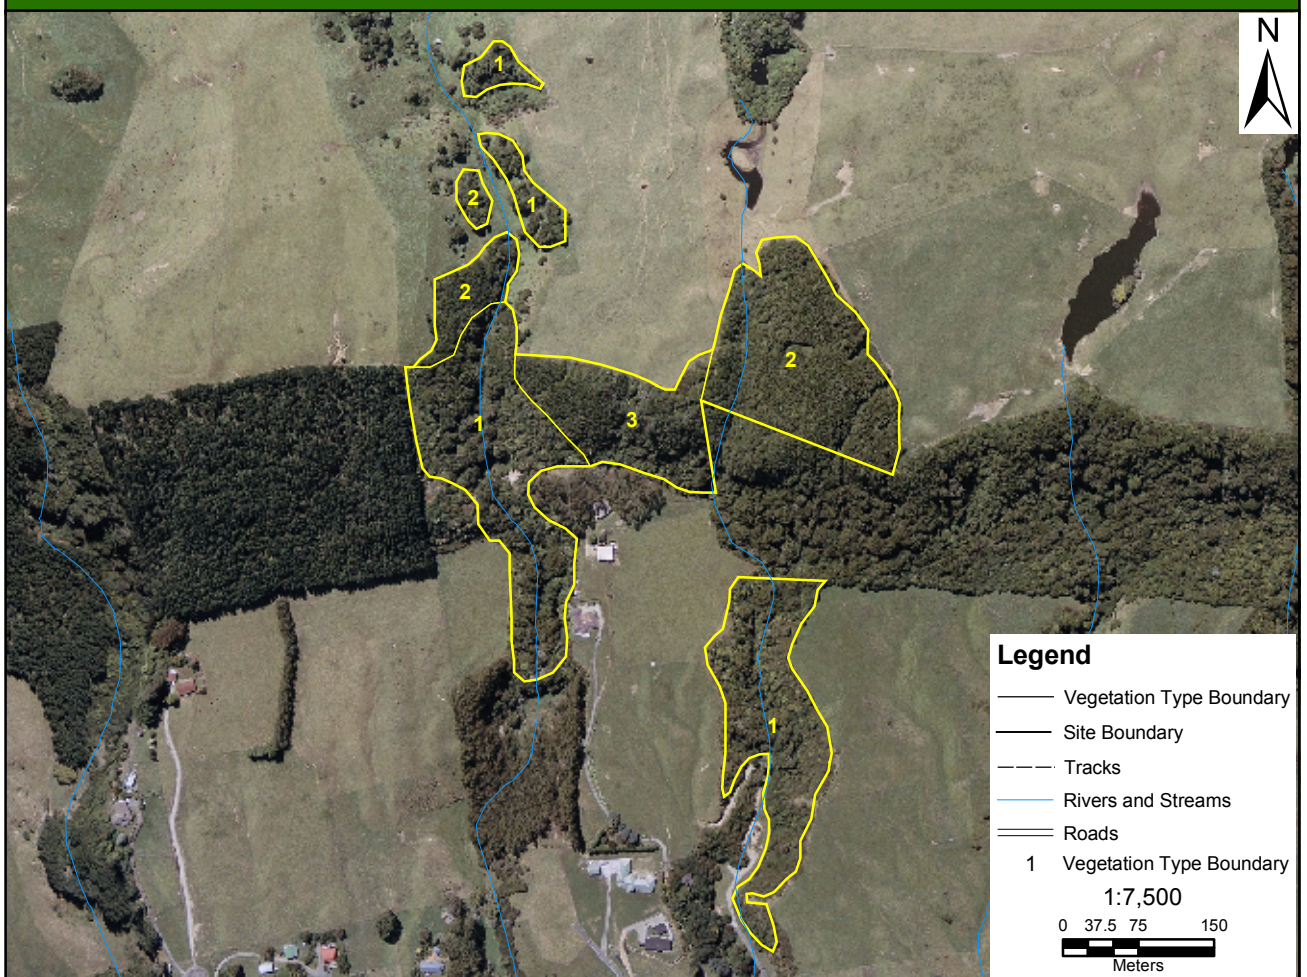 N
1
2
1
2
2
3
1
1
Legend
Vegetation Type Boundary
Site Boundary
Tracks
Rivers and Streams
Roads
1 Vegetation Type Boundary
1:7,500
0 37.5 75 150
Meters